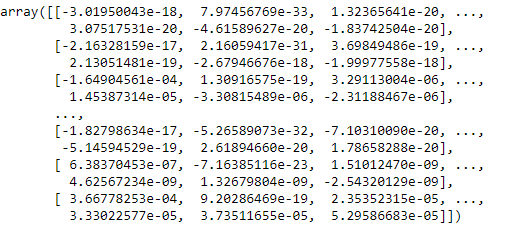 array([[-3.01950043e-18, 7.97456769e-33, 1.32365641e-20, ...,
3.07517531e-20, -4.61589627e-20, -1.83742504e-20],
[-2.16328159e-17, 2.16059417e-31, 3.69849486e-19, ...,
2.13051481e-19, -2.67946676e-18, -1.99977558e-18],
[-1.64904561e-04, 1.30916575e-19, 3.29113004e-06, ...,
1.45387314e-05, -3.30815489e-06, -2.31188467e-06],
...,
[-1.82798634e-17, -5.26589073e-32, -7.10310090e-20, ...,
-5.14594529e-19, 2.61894660e-20, 1.78658288e-20],
[ 6.38370453e-07, -7.16385116e-23, 1.51012470e-09, ...,
4.62567234e-09, 1.32679804e-09, -2.54320129e-09],
[ 3.66778253e-04, 9.20286469e-19, 2.35352315e-05, ...,
3.33022577e-05, 3.73511655e-05, 5.29586683e-05]])